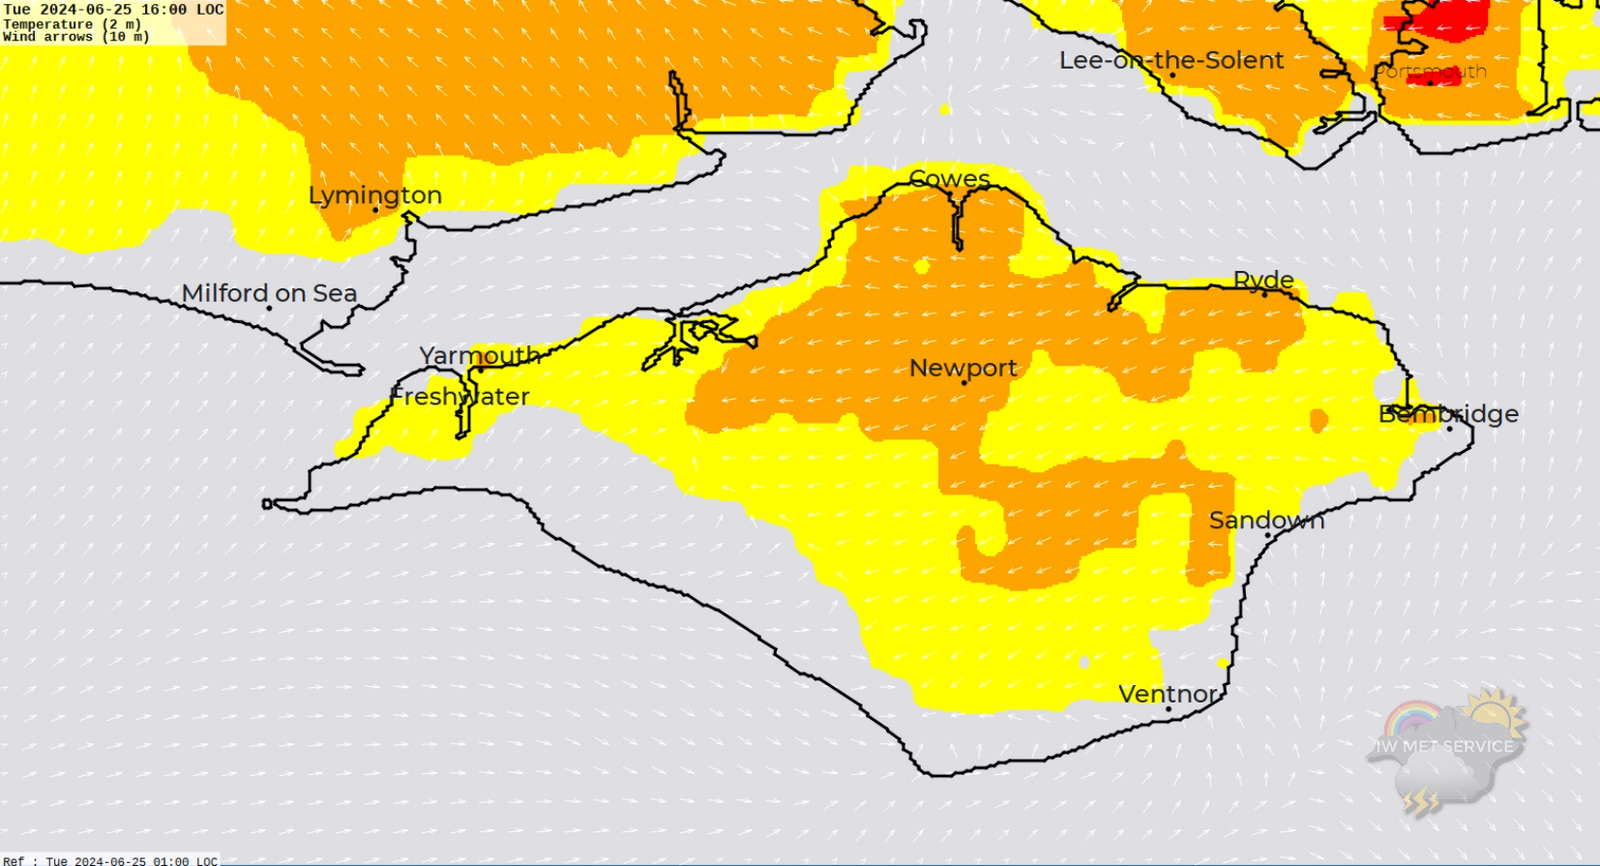 Tue 2024-06-25 16:00 LOC
Temperature (2 m)
Wind arrows (10 m)
Lee-on-the-Solent
Portsmouth
Cowes
Lymington
Ryde
Milford on Sea
Yarmouth
Newport
Freshwater
Bembridge
Sandown
Ventnor
IW MET SERVICE
Ref : Tue 2024-06-25 01:00 LOC